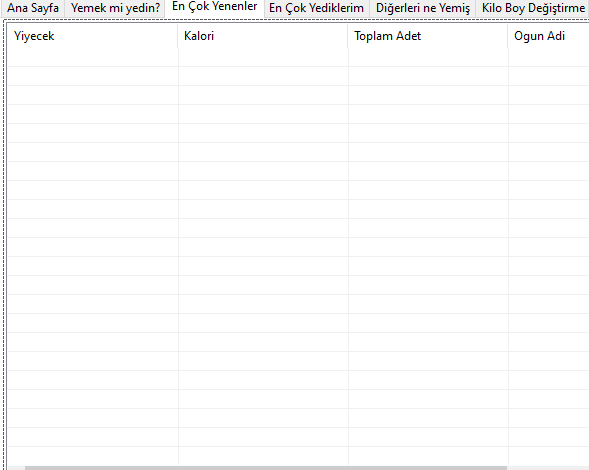 Ana Sayfa Yemek mi yedin? En Çok Yenenler En Çok Yediklerim Diğerleri ne Yemiş Kilo Boy Değiştirme
Yiyecek Kalori Toplam Adet Ogun Adi